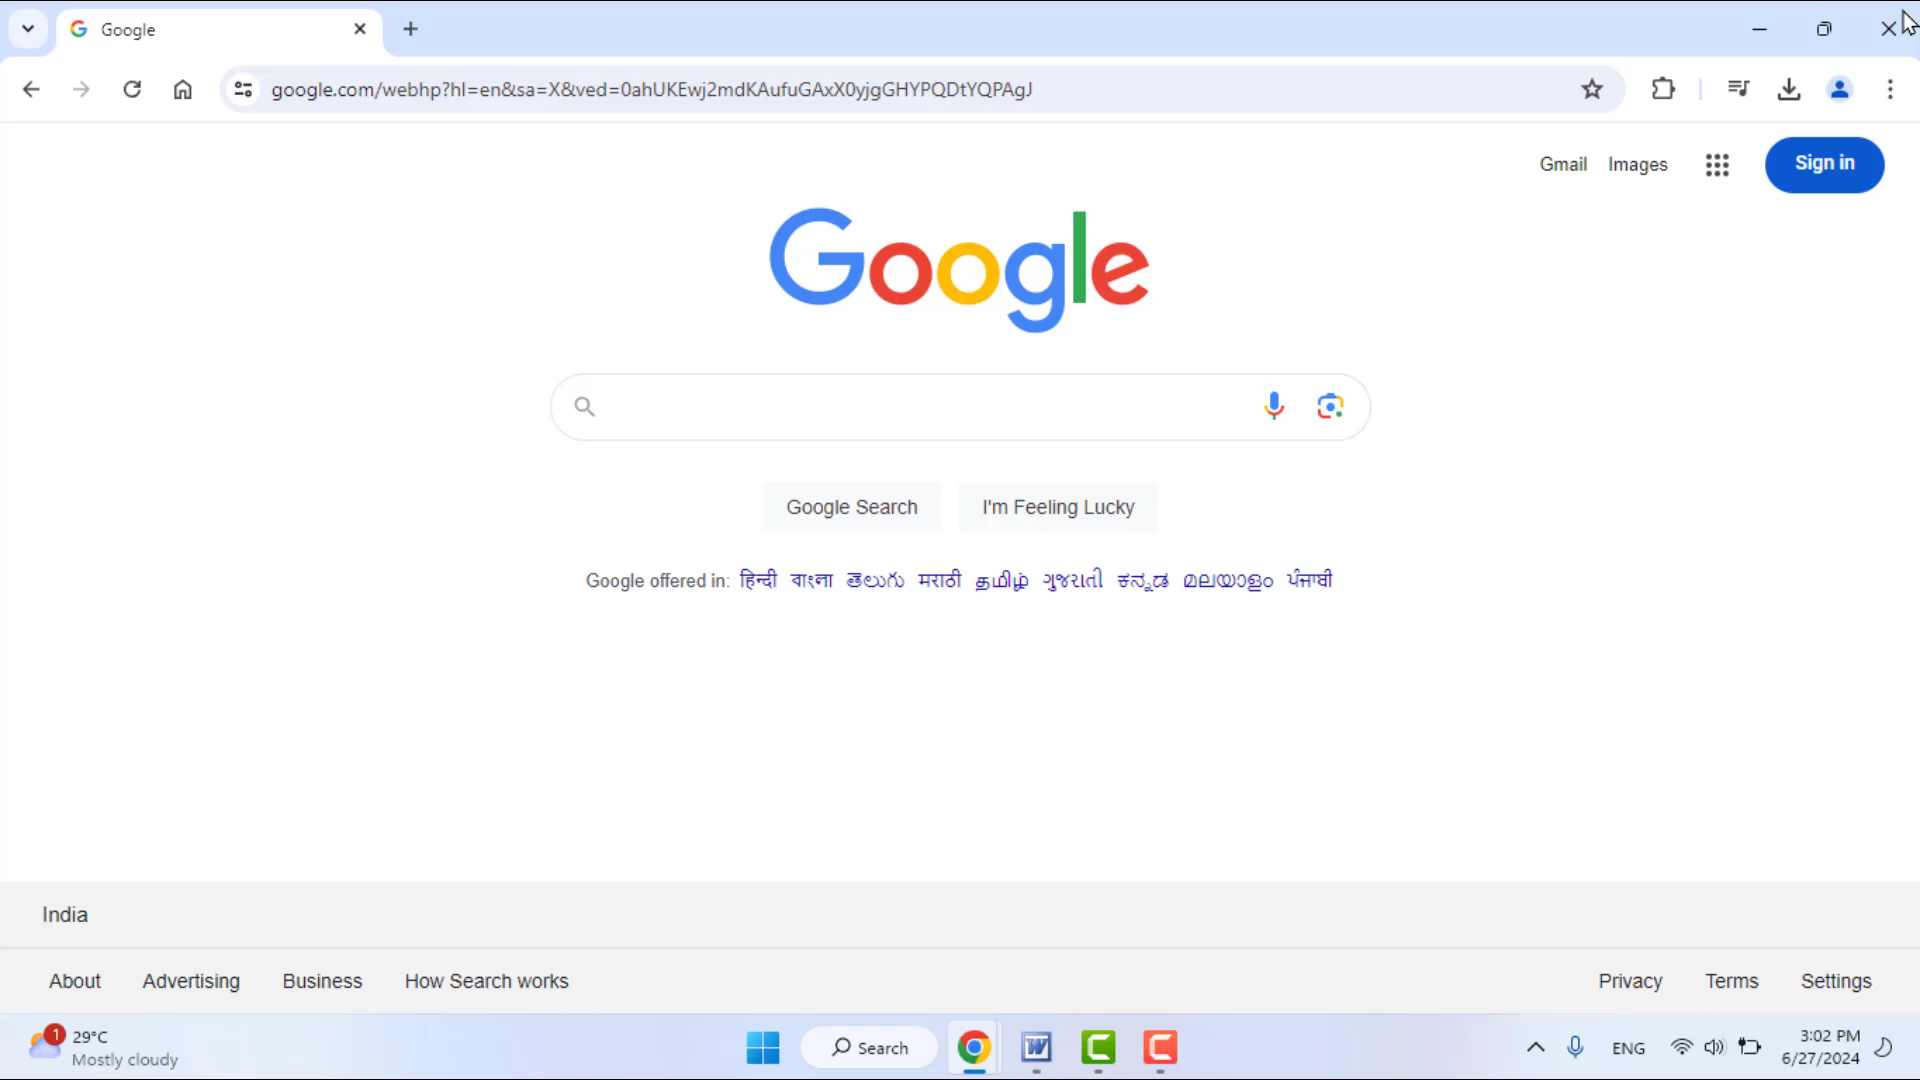 Google
google.com/webhp?hl=en&sa=X&ved=0ahUKEwj2mdKAufuGAxX0yjgGHYPQDtYQPAgJ
Gmail Images Sign in
Google
Google Search I'm Feeling Lucky
Google offered in: हिन्दी বাংলা తెలుగు मराठी தமிழ் ગુજરાતી ಕನ್ನಡ മലയാളം ਪੰਜਾਬੀ
India
About Advertising Business How Search works Privacy Terms Settings
1 29°C
Mostly cloudy
Search
W
ENG
3:02 PM
6/27/2024